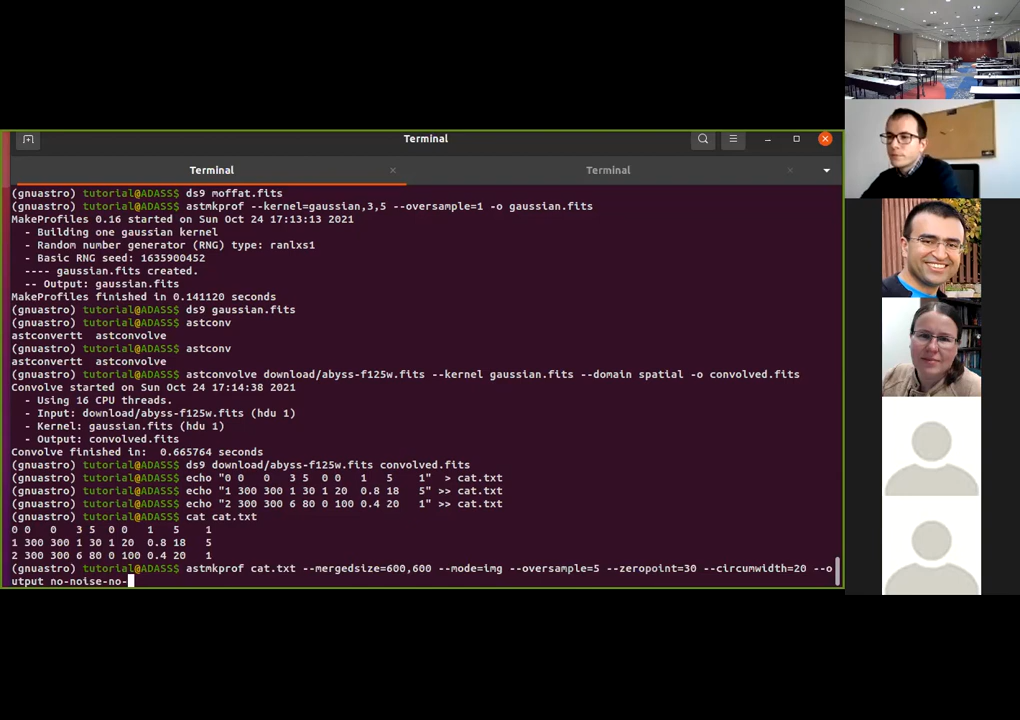 Terminal
Terminal
Terminal
(gnuastro) tutorial@ADASS$ ds9 moffat.fits
(gnuastro) tutorial@ADASS$ astmkprof --kernel=gaussian,3,5 --oversample=1 -o gaussian.fits
MakeProfiles 0.16 started on Sun Oct 24 17:13:13 2021
- Building one gaussian kernel
- Random number generator (RNG) type: ranlxs1
- Basic RNG seed: 1635900452
---- gaussian.fits created.
-- Output: gaussian.fits
MakeProfiles finished in 0.141120 seconds
(gnuastro) tutorial@ADASS$ ds9 gaussian.fits
(gnuastro) tutorial@ADASS$ astconv
astconvertt astconvolve
(gnuastro) tutorial@ADASS$ astconv
astconvertt astconvolve
(gnuastro) tutorial@ADASS$ astconvolve download/abyss-f125w.fits --kernel gaussian.fits --domain spatial -o convolved.fits
Convolve started on Sun Oct 24 17:14:38 2021
- Using 16 CPU threads.
- Input: download/abyss-f125w.fits (hdu 1)
- Kernel: gaussian.fits (hdu 1)
- Output: convolved.fits
Convolve finished in: 0.665764 seconds
(gnuastro) tutorial@ADASS$ ds9 download/abyss-f125w.fits convolved.fits
(gnuastro) tutorial@ADASS$ echo "0 0 0 3 5 0 0 1 5 1" > cat.txt
(gnuastro) tutorial@ADASS$ echo "1 300 300 1 30 1 20 0.8 18 5" >> cat.txt
(gnuastro) tutorial@ADASS$ echo "2 300 300 6 80 0 100 0.4 20 1" >> cat.txt
(gnuastro) tutorial@ADASS$ cat cat.txt
0 0 0 3 5 0 0 1 5 1
1 300 300 1 30 1 20 0.8 18 5
2 300 300 6 80 0 100 0.4 20 1
(gnuastro) tutorial@ADASS$ astmkprof cat.txt --mergedsize=600,600 --mode=img --oversample=5 --zeropoint=30 --circumwidth=20 --o
utput no-noise-no-